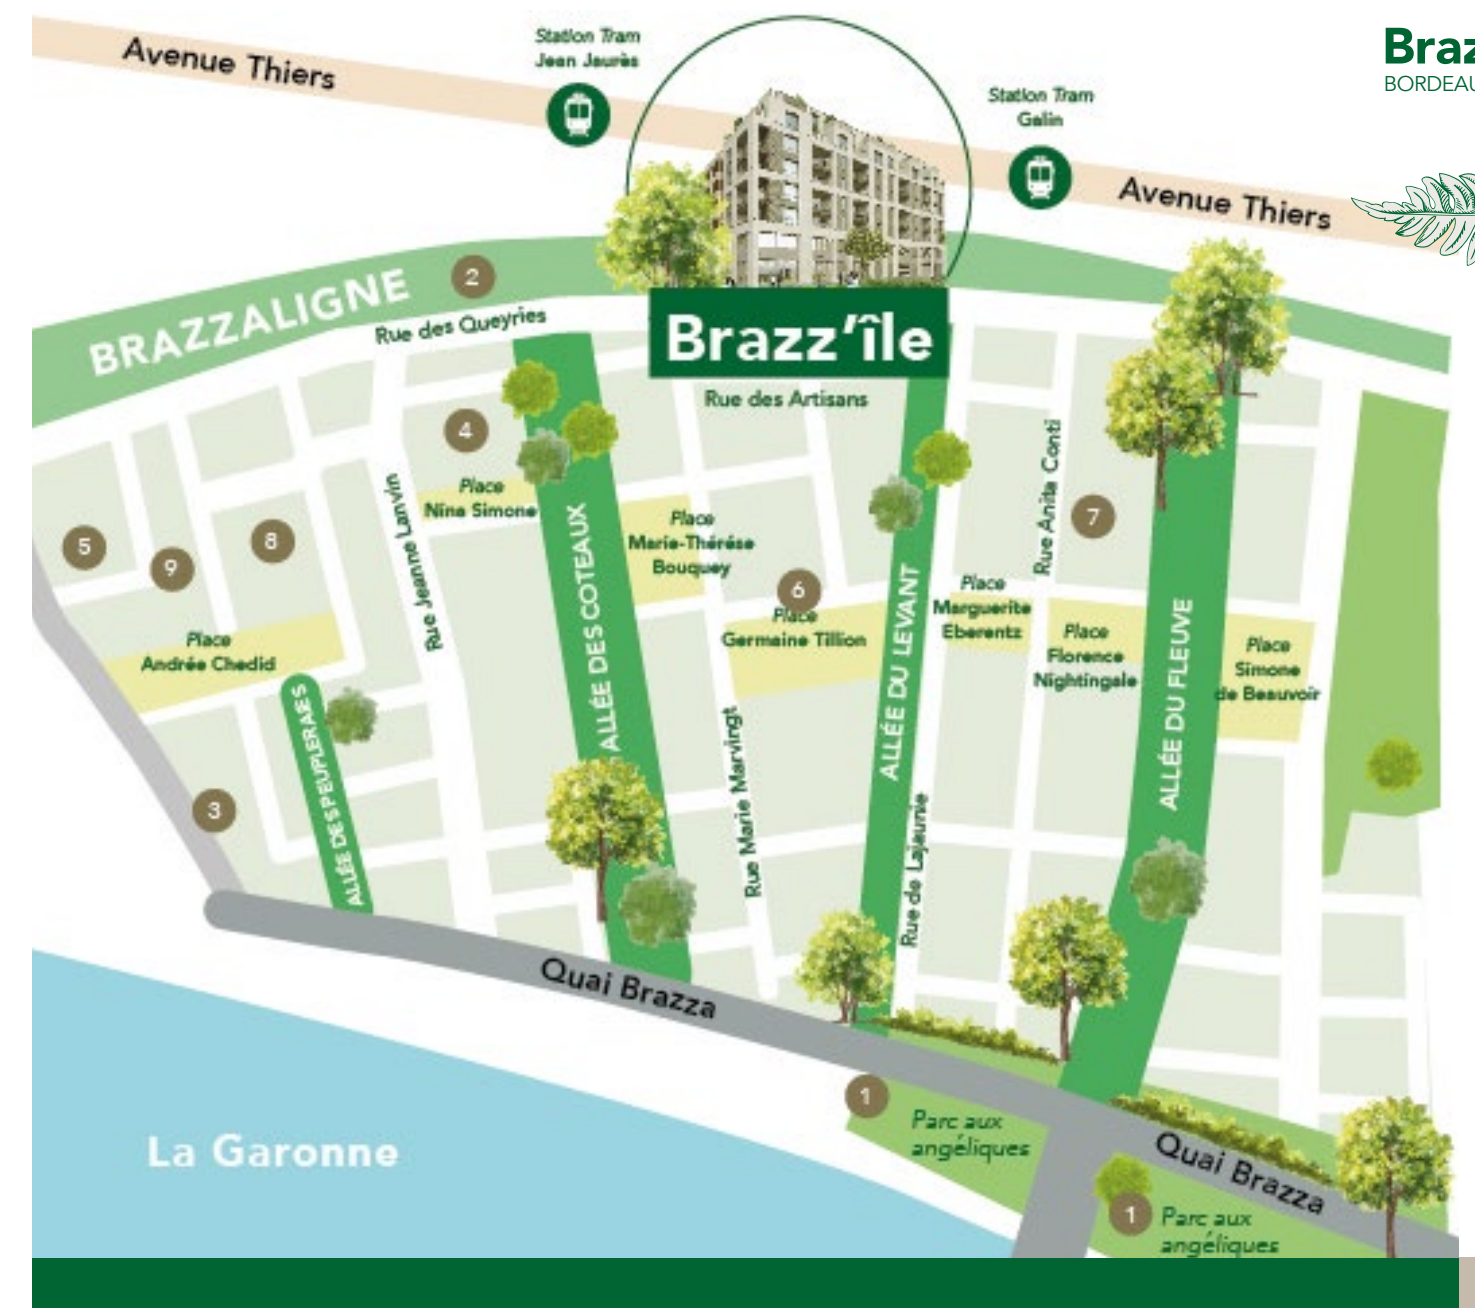 Station Tram
Jean Jaurès
Avenue Thiers
Station Tram
Galin
Avenue Thiers
BORDEAU
BRAZZALIGNE
2
Rue des Queyries
Brazz'île
Rue des Artisans
4
Place
Nina Simone
5
9
8
Rue Jeanne Lanvin
ALLÉE DES COTEAUX
Place
Marie-Thérése
Bouquey
6
Place
Germaine Tillion
ALLÉE DU LEVANT
Place
Marguerite
Eberentz
Rue Anita Conti
7
Place
Florence
Nightingale
ALLÉE DU FLEUVE
Place
Simone
de Beauvoir
Place
Andrée Chedid
ALLÉE DES PEUPLERAIES
3
Rue Marie Marvingt
Rue de Lajaunie
Quai Brazza
La Garonne
1
Parc aux
angéliques
Quai Brazza
1
Parc aux
angéliques